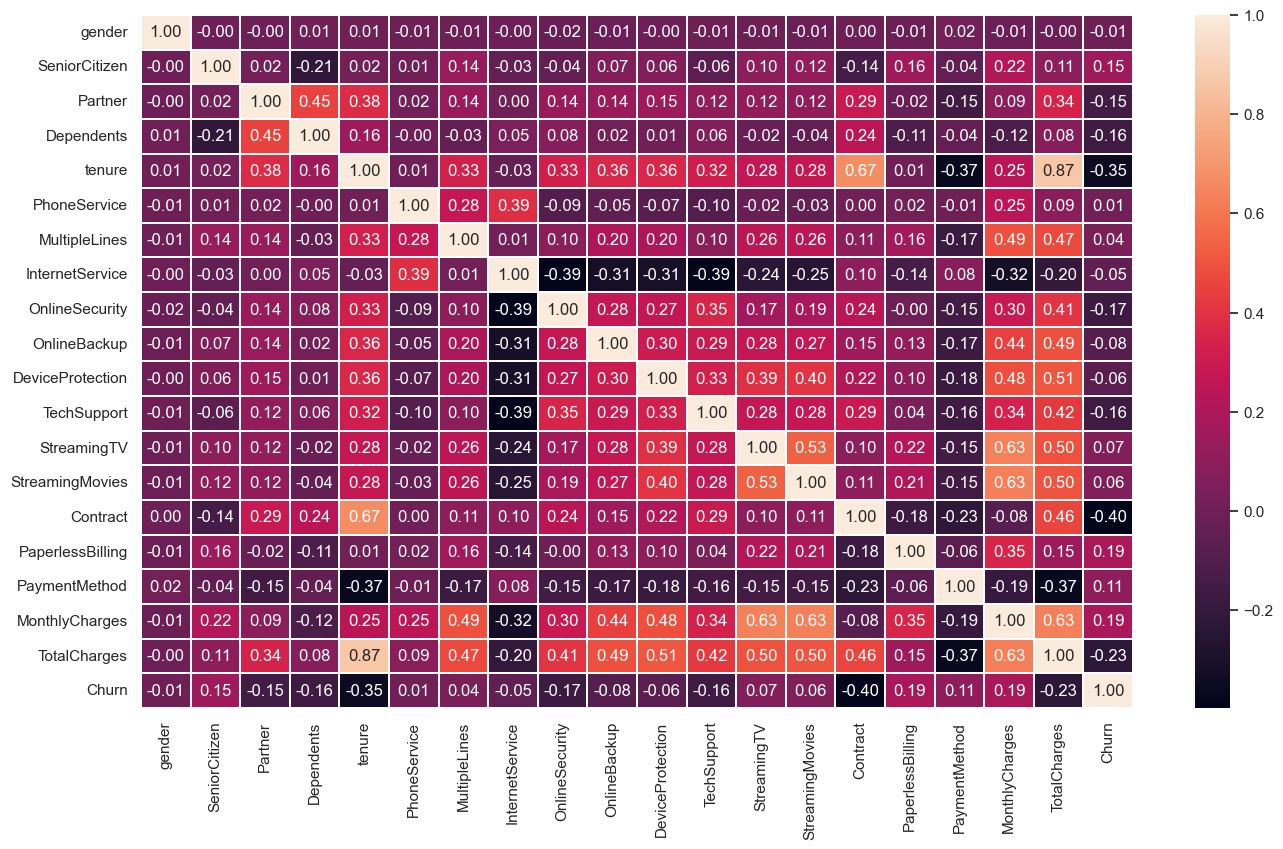 gender 1.00 -0.00 -0.00 0.01 0.01 -0.01 -0.01 -0.00 -0.02 -0.01 -0.00 -0.01 -0.01 -0.01 0.00 -0.01 0.02 -0.01 -0.00 -0.01
SeniorCitizen -0.00 1.00 0.02 -0.21 0.02 0.01 0.14 -0.03 -0.04 0.07 0.06 -0.06 0.10 0.12 -0.14 0.16 -0.04 0.22 0.11 0.15
Partner -0.00 0.02 1.00 0.45 0.38 0.02 0.14 0.00 0.14 0.14 0.15 0.12 0.12 0.12 0.29 -0.02 -0.15 0.09 0.34 -0.15
Dependents 0.01 -0.21 0.45 1.00 0.16 -0.00 -0.03 0.05 0.08 0.02 0.01 0.06 -0.02 -0.04 0.24 -0.11 -0.04 -0.12 0.08 -0.16
tenure 0.01 0.02 0.38 0.16 1.00 0.01 0.33 -0.03 0.33 0.36 0.36 0.32 0.28 0.28 0.67 0.01 -0.37 0.25 0.87 -0.35
PhoneService -0.01 0.01 0.02 -0.00 0.01 1.00 0.28 0.39 -0.09 -0.05 -0.07 -0.10 -0.02 -0.03 0.00 0.02 -0.01 0.25 0.09 0.01
MultipleLines -0.01 0.14 0.14 -0.03 0.33 0.28 1.00 0.01 0.10 0.20 0.20 0.10 0.26 0.26 0.11 0.16 -0.17 0.49 0.47 0.04
InternetService -0.00 -0.03 0.00 0.05 -0.03 0.39 0.01 1.00 -0.39 -0.31 -0.31 -0.39 -0.24 -0.25 0.10 -0.14 0.08 -0.32 -0.20 -0.05
OnlineSecurity -0.02 -0.04 0.14 0.08 0.33 -0.09 0.10 -0.39 1.00 0.28 0.27 0.35 0.17 0.19 0.24 -0.00 -0.15 0.30 0.41 -0.17
OnlineBackup -0.01 0.07 0.14 0.02 0.36 -0.05 0.20 -0.31 0.28 1.00 0.30 0.29 0.28 0.27 0.15 0.13 -0.17 0.44 0.49 -0.08
DeviceProtection -0.00 0.06 0.15 0.01 0.36 -0.07 0.20 -0.31 0.27 0.30 1.00 0.33 0.39 0.40 0.22 0.10 -0.18 0.48 0.51 -0.06
TechSupport -0.01 -0.06 0.12 0.06 0.32 -0.10 0.10 -0.39 0.35 0.29 0.33 1.00 0.28 0.28 0.29 0.04 -0.16 0.34 0.42 -0.16
StreamingTV -0.01 0.10 0.12 -0.02 0.28 -0.02 0.26 -0.24 0.17 0.28 0.39 0.28 1.00 0.53 0.10 0.22 -0.15 0.63 0.50 0.07
StreamingMovies -0.01 0.12 0.12 -0.04 0.28 -0.03 0.26 -0.25 0.19 0.27 0.40 0.28 0.53 1.00 0.11 0.21 -0.15 0.63 0.50 0.06
Contract 0.00 -0.14 0.29 0.24 0.67 0.00 0.11 0.10 0.24 0.15 0.22 0.29 0.10 0.11 1.00 -0.18 -0.23 -0.08 0.46 -0.40
PaperlessBilling -0.01 0.16 -0.02 -0.11 0.01 0.02 0.16 -0.14 -0.00 0.13 0.10 0.04 0.22 0.21 -0.18 1.00 -0.06 0.35 0.15 0.19
PaymentMethod 0.02 -0.04 -0.15 -0.04 -0.37 -0.01 -0.17 0.08 -0.15 -0.17 -0.18 -0.16 -0.15 -0.15 -0.23 -0.06 1.00 -0.19 -0.37 0.11
MonthlyCharges -0.01 0.22 0.09 -0.12 0.25 0.25 0.49 -0.32 0.30 0.44 0.48 0.34 0.63 0.63 -0.08 0.35 -0.19 1.00 0.63 0.19
TotalCharges -0.00 0.11 0.34 0.08 0.87 0.09 0.47 -0.20 0.41 0.49 0.51 0.42 0.50 0.50 0.46 0.15 -0.37 0.63 1.00 -0.23
Churn -0.01 0.15 -0.15 -0.16 -0.35 0.01 0.04 -0.05 -0.17 -0.08 -0.06 -0.16 0.07 0.06 -0.40 0.19 0.11 0.19 -0.23 1.00
gender
SeniorCitizen
Partner
Dependents
tenure
PhoneService
MultipleLines
InternetService
OnlineSecurity
OnlineBackup
DeviceProtection
TechSupport
StreamingTV
StreamingMovies
Contract
PaperlessBilling
PaymentMethod
MonthlyCharges
TotalCharges
Churn
1.0
0.8
0.6
0.4
0.2
0.0
−0.2